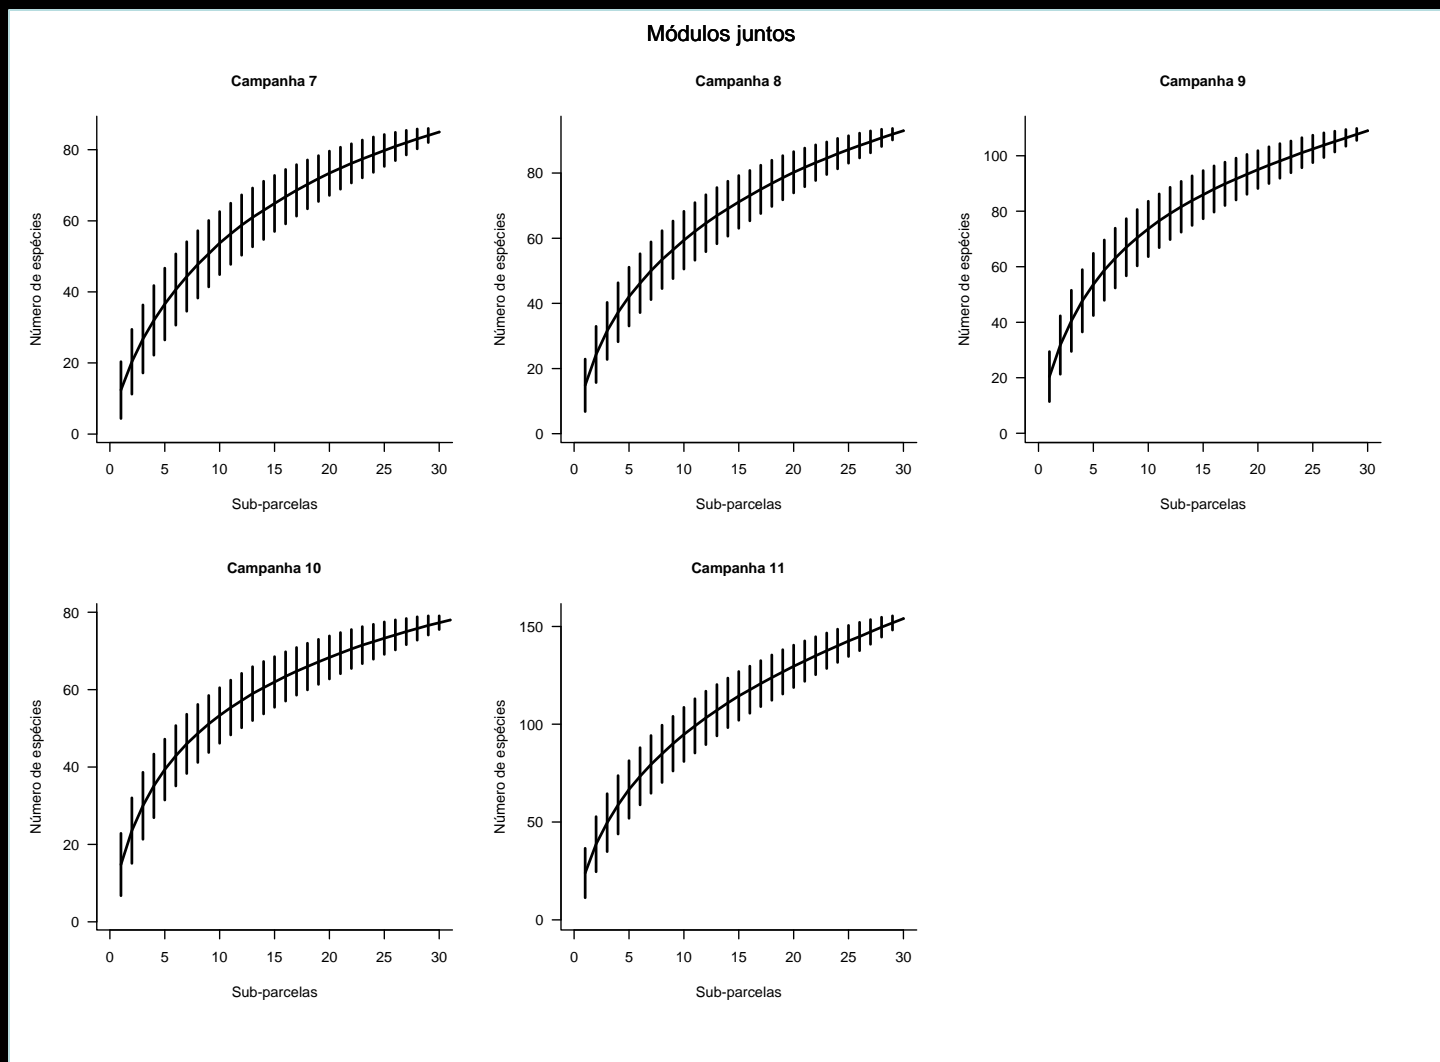 Módulos juntos
Campanha 7
Número de espécies
80
60
40
20
0
0 5 10 15 20 25 30
Sub-parcelas
Campanha 8
Número de espécies
80
60
40
20
0
0 5 10 15 20 25 30
Sub-parcelas
Campanha 9
Número de espécies
100
80
60
40
20
0
0 5 10 15 20 25 30
Sub-parcelas
Campanha 10
Número de espécies
80
60
40
20
0
0 5 10 15 20 25 30
Sub-parcelas
Campanha 11
Número de espécies
150
100
50
0
0 5 10 15 20 25 30
Sub-parcelas